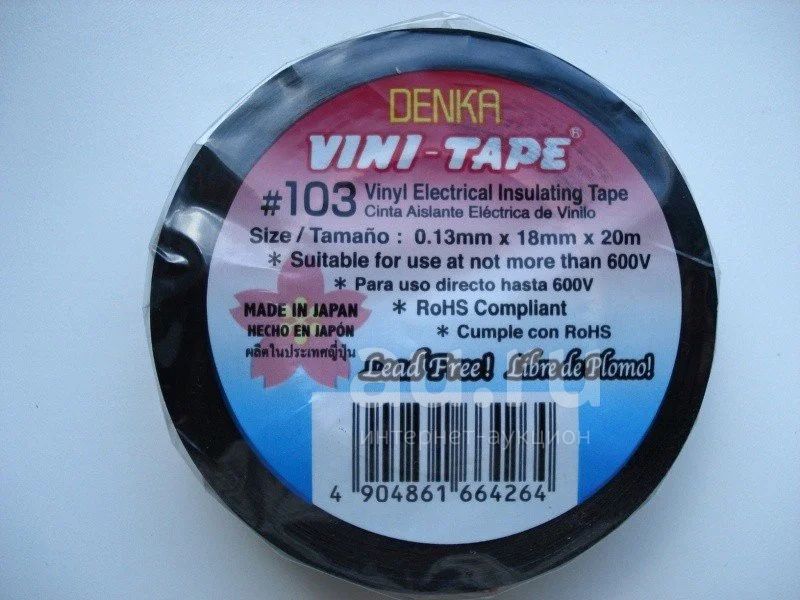 DENKA
VINI-TAPE®
#103 Vinyl Electrical Insulating Tape
Cinta Aislante Eléctrica de Vinilo
Size / Tamaño : 0.13mm x 18mm x 20m
* Suitable for use at not more than 600V
* Para uso directo hasta 600V
MADE IN JAPAN
HECHO EN JAPÓN
ผลิตในประเทศญี่ปุ่น
* RoHS Compliant
* Cumple con RoHS
Lead Free! Libre de Plomo!
au.ru
интернет-аукцион
4 904861 664264